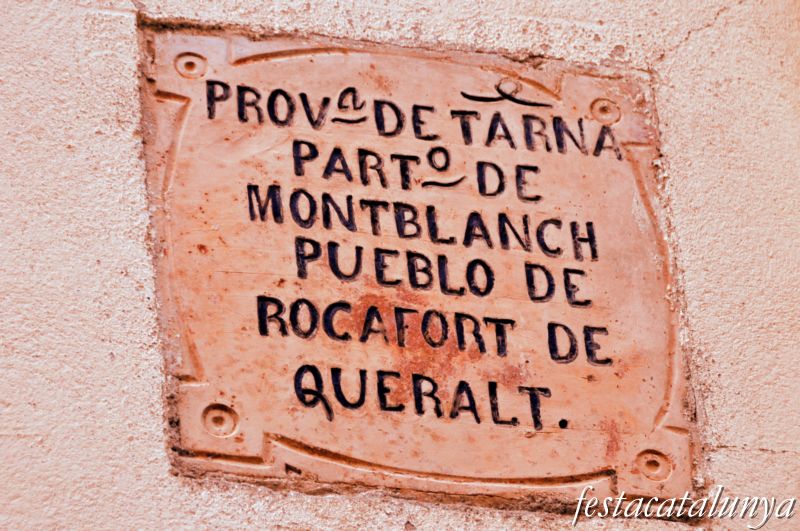 PROVª DE TARNA
PARTº DE
MONTBLANCH
PUEBLO DE
ROCAFORT DE
QUERALT.
festacatalunya